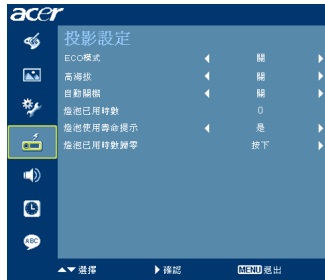 acer
投影設定
ECO模式 關
高海拔 關
自動關機 關
燈泡已用時數 0
燈泡使用壽命提示 是
燈泡已用時數歸零 按下
ABC
選擇 確認 MENU 退出